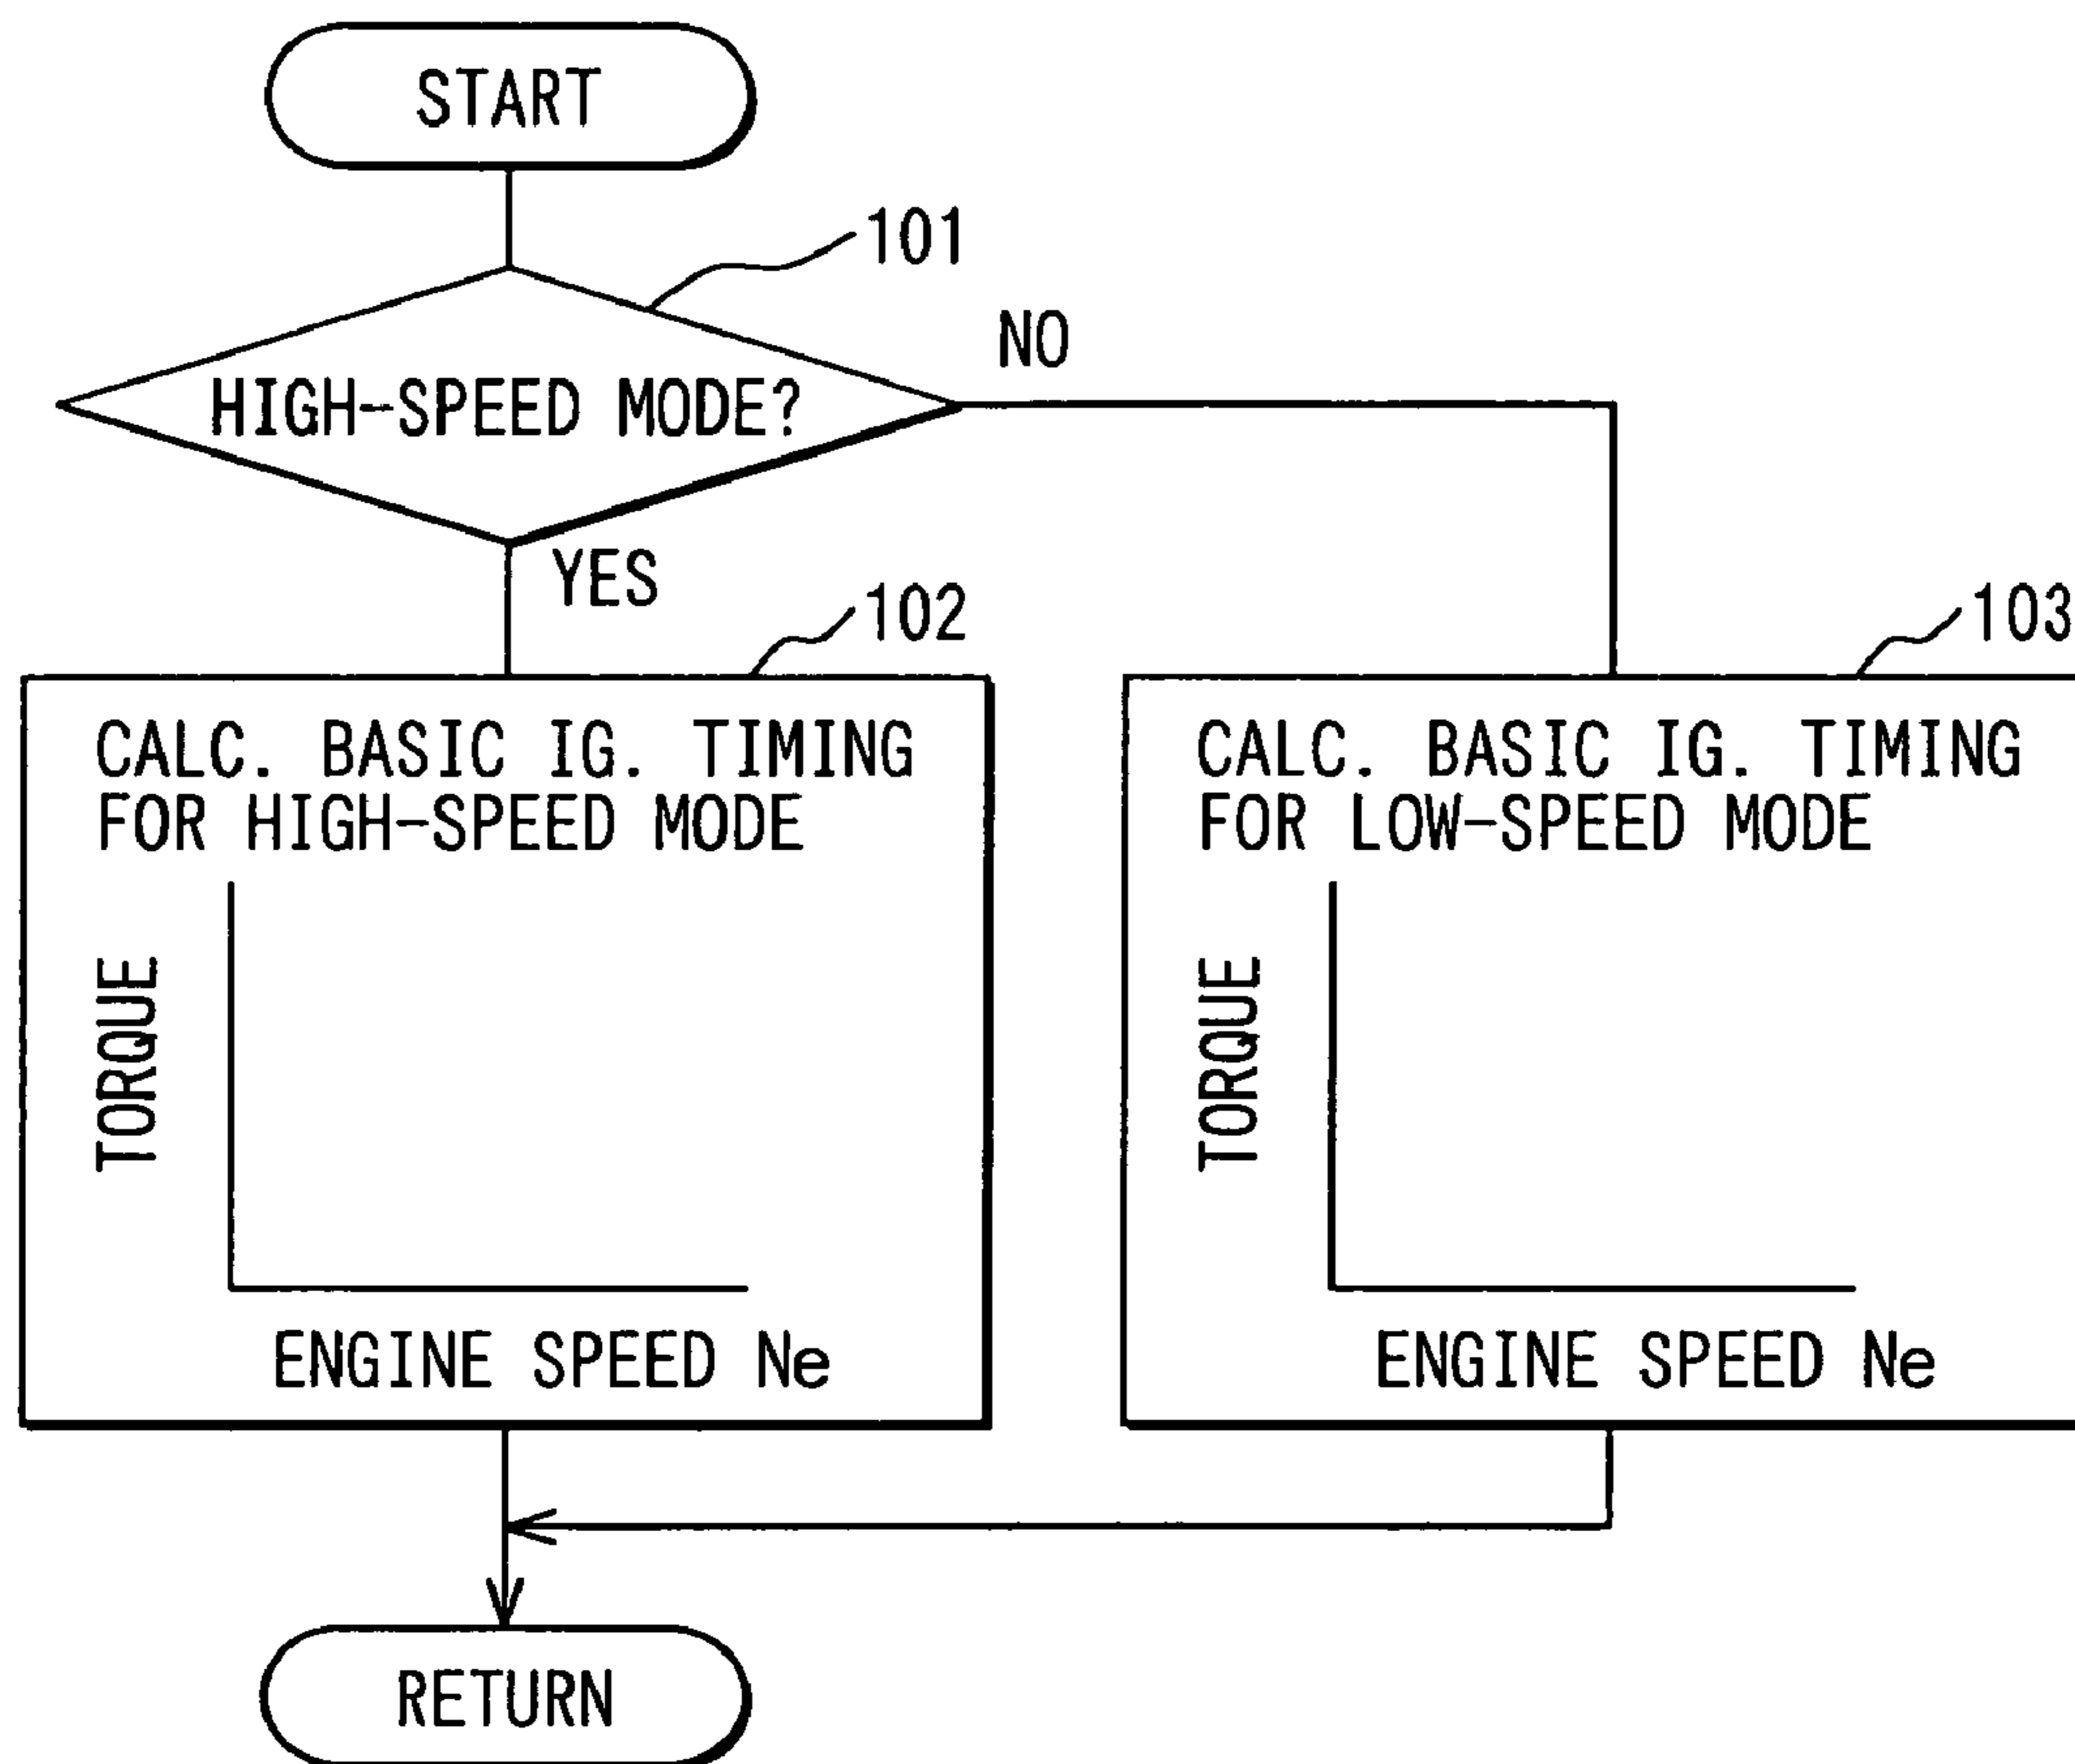 START
101
HIGH-SPEED MODE?
NO
YES
102
CALC. BASIC IG. TIMING
FOR HIGH-SPEED MODE
TORQUE
ENGINE SPEED Ne
103
CALC. BASIC IG. TIMING
FOR LOW-SPEED MODE
TORQUE
ENGINE SPEED Ne
RETURN